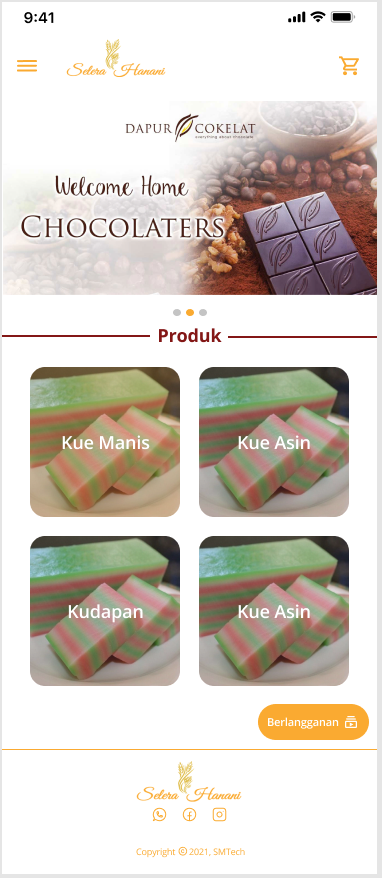 9:41
Selera Hanani
DAPUR COKELAT
everything about chocolate
Welcome Home
CHOCOLATERS
Produk
Kue Manis
Kue Asin
Kudapan
Kue Asin
Berlangganan
Selera Hanani
Copyright © 2021, SMTech